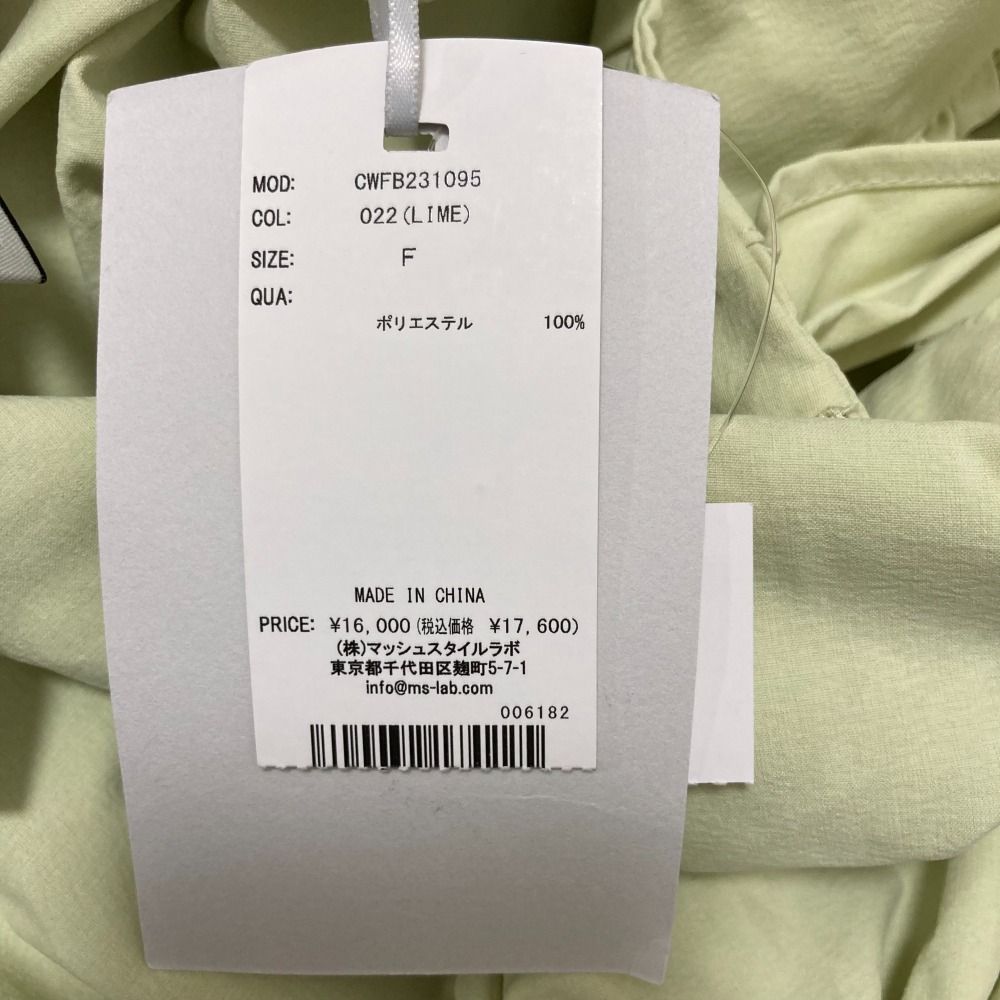 MOD: CWFB231095
COL: 022(LIME)
SIZE: F
QUA:
ポリエステル 100%
MADE IN CHINA
PRICE: ¥16,000(税込価格 ¥17,600)
(株)マッシュスタイルラボ
東京都千代田区麹町5-7-1
info@ms-lab.com
006182